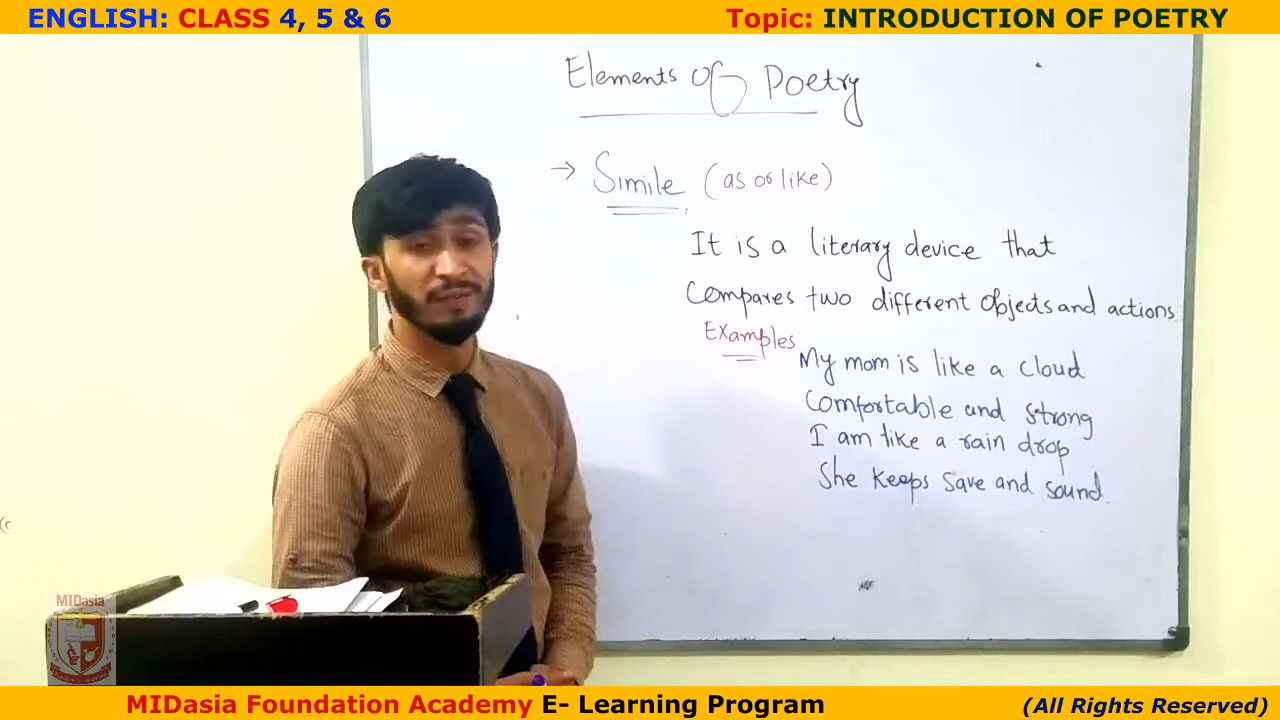 ENGLISH: CLASS 4, 5 & 6
Topic: INTRODUCTION OF POETRY
Elements of Poetry
→ Simile (as or like)
It is a literary device that
Compares two different objects and actions.
Examples
My mom is like a cloud
Comfortable and strong
I am like a rain drop
She keeps save and sound.
MIDasia
MIDasia Foundation Academy E- Learning Program
(All Rights Reserved)